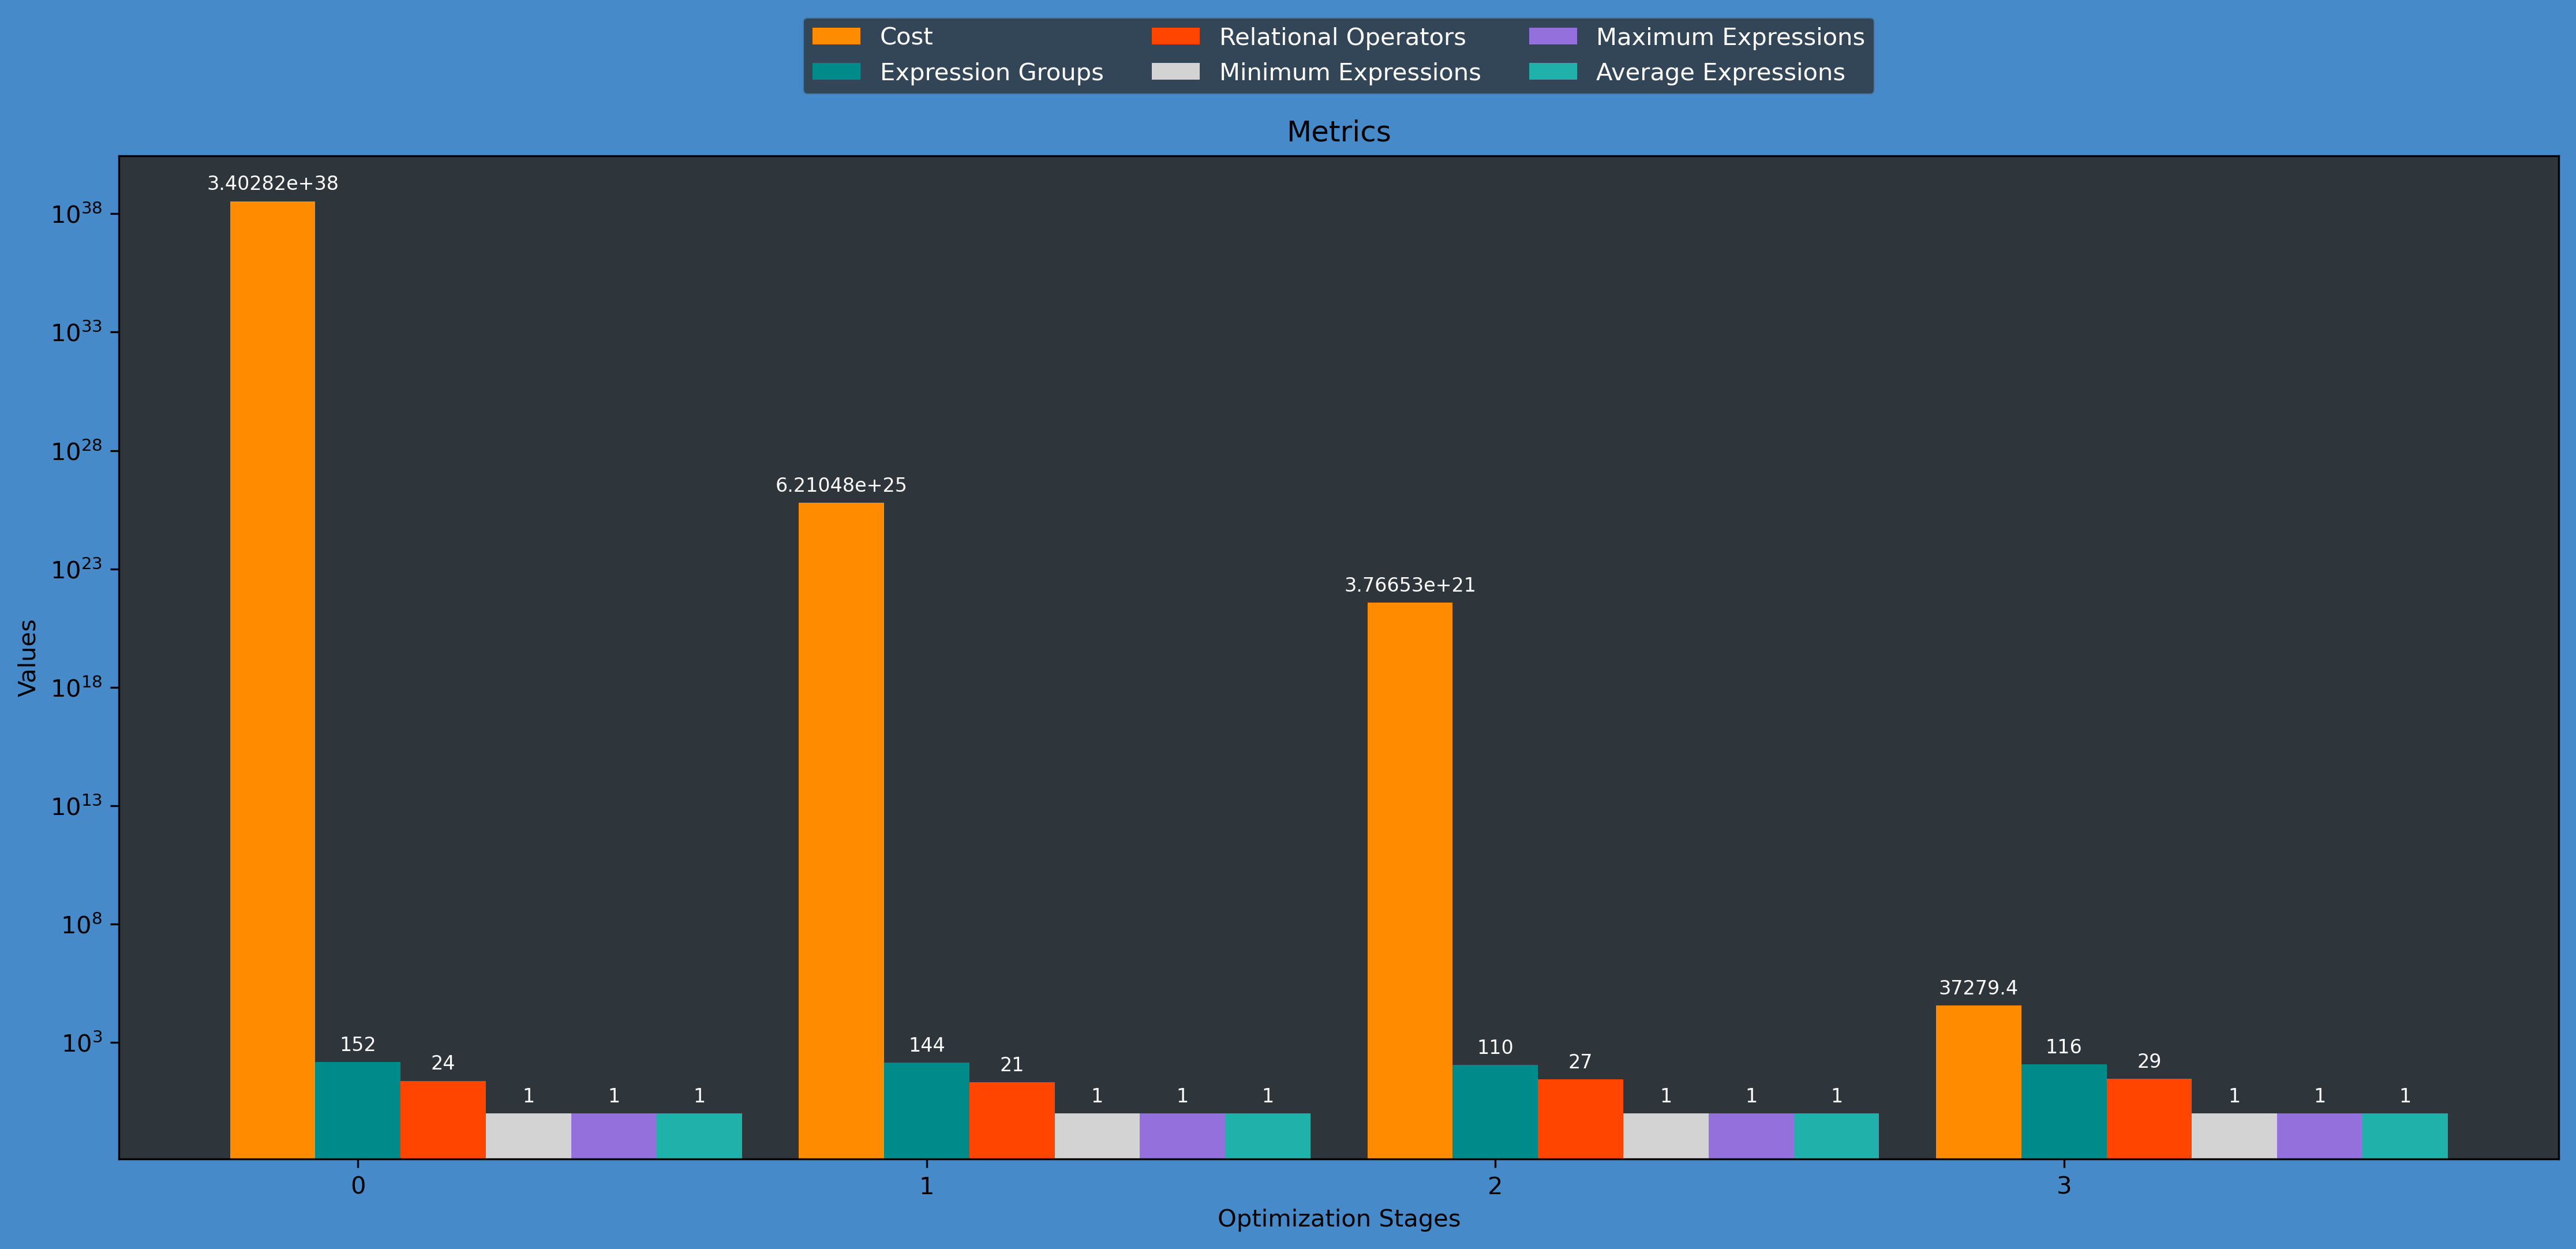 Cost
Relational Operators
Maximum Expressions
Expression Groups
Minimum Expressions
Average Expressions
Metrics
3.40282e+38
10^38
10^33
10^28
6.21048e+25
10^23
3.76653e+21
10^18
10^13
10^8
37279.4
10^3
Values
152
24
1
1
1
144
21
1
1
1
110
27
1
1
1
116
29
1
1
1
0
1
2
3
Optimization Stages